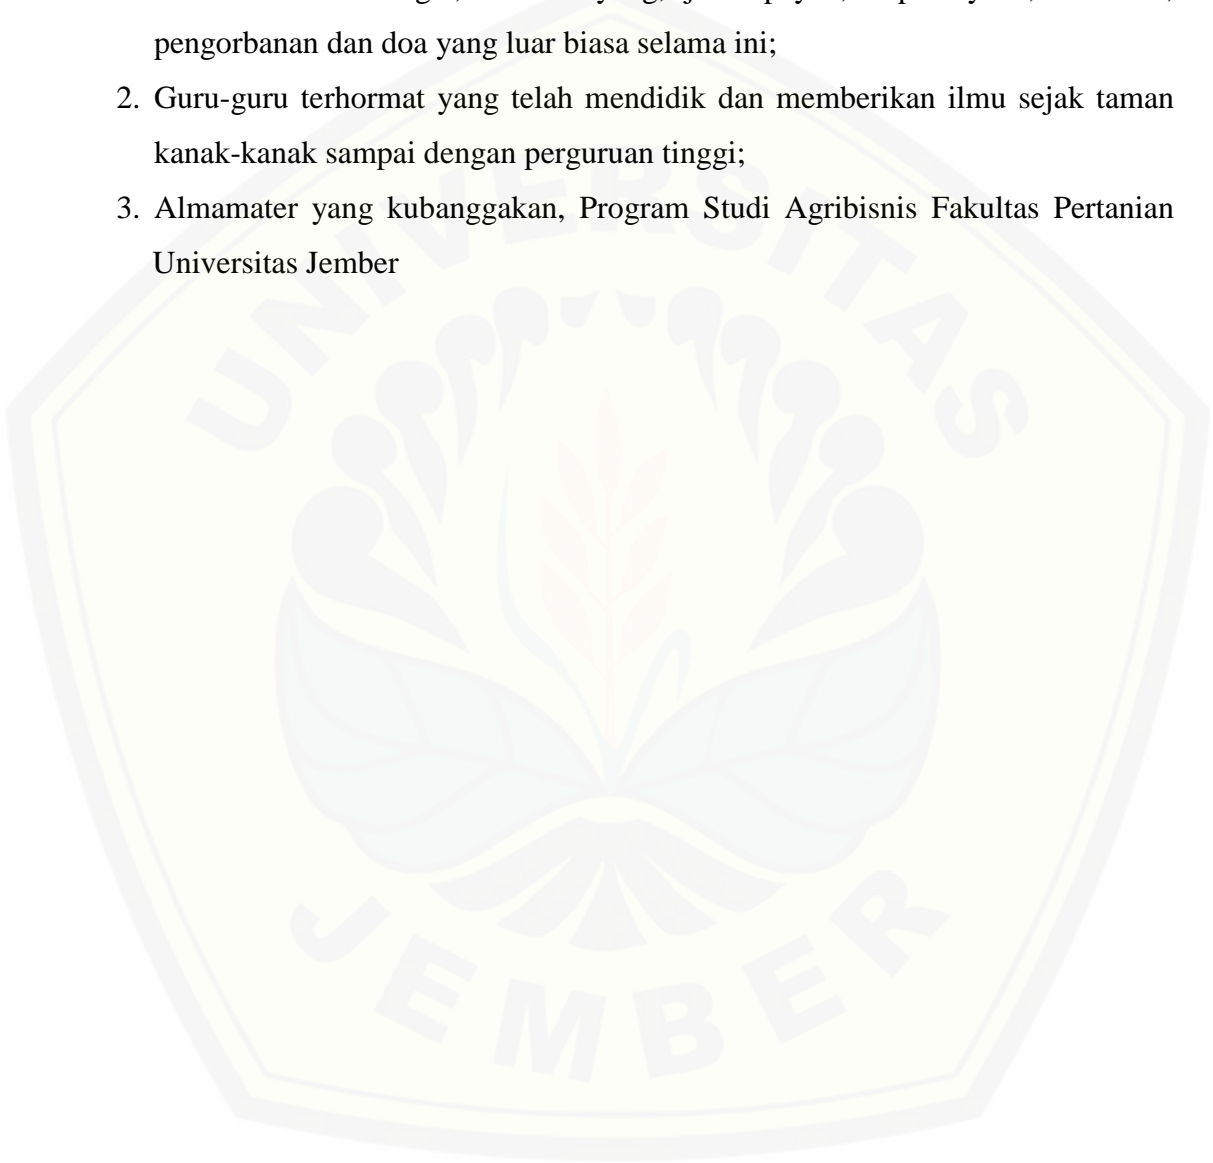 pengorbanan dan doa yang luar biasa selama ini;
2. Guru-guru terhormat yang telah mendidik dan memberikan ilmu sejak taman
kanak-kanak sampai dengan perguruan tinggi;
3. Almamater yang kubanggakan, Program Studi Agribisnis Fakultas Pertanian
Universitas Jember
UNIVERSITAS
JEMBER